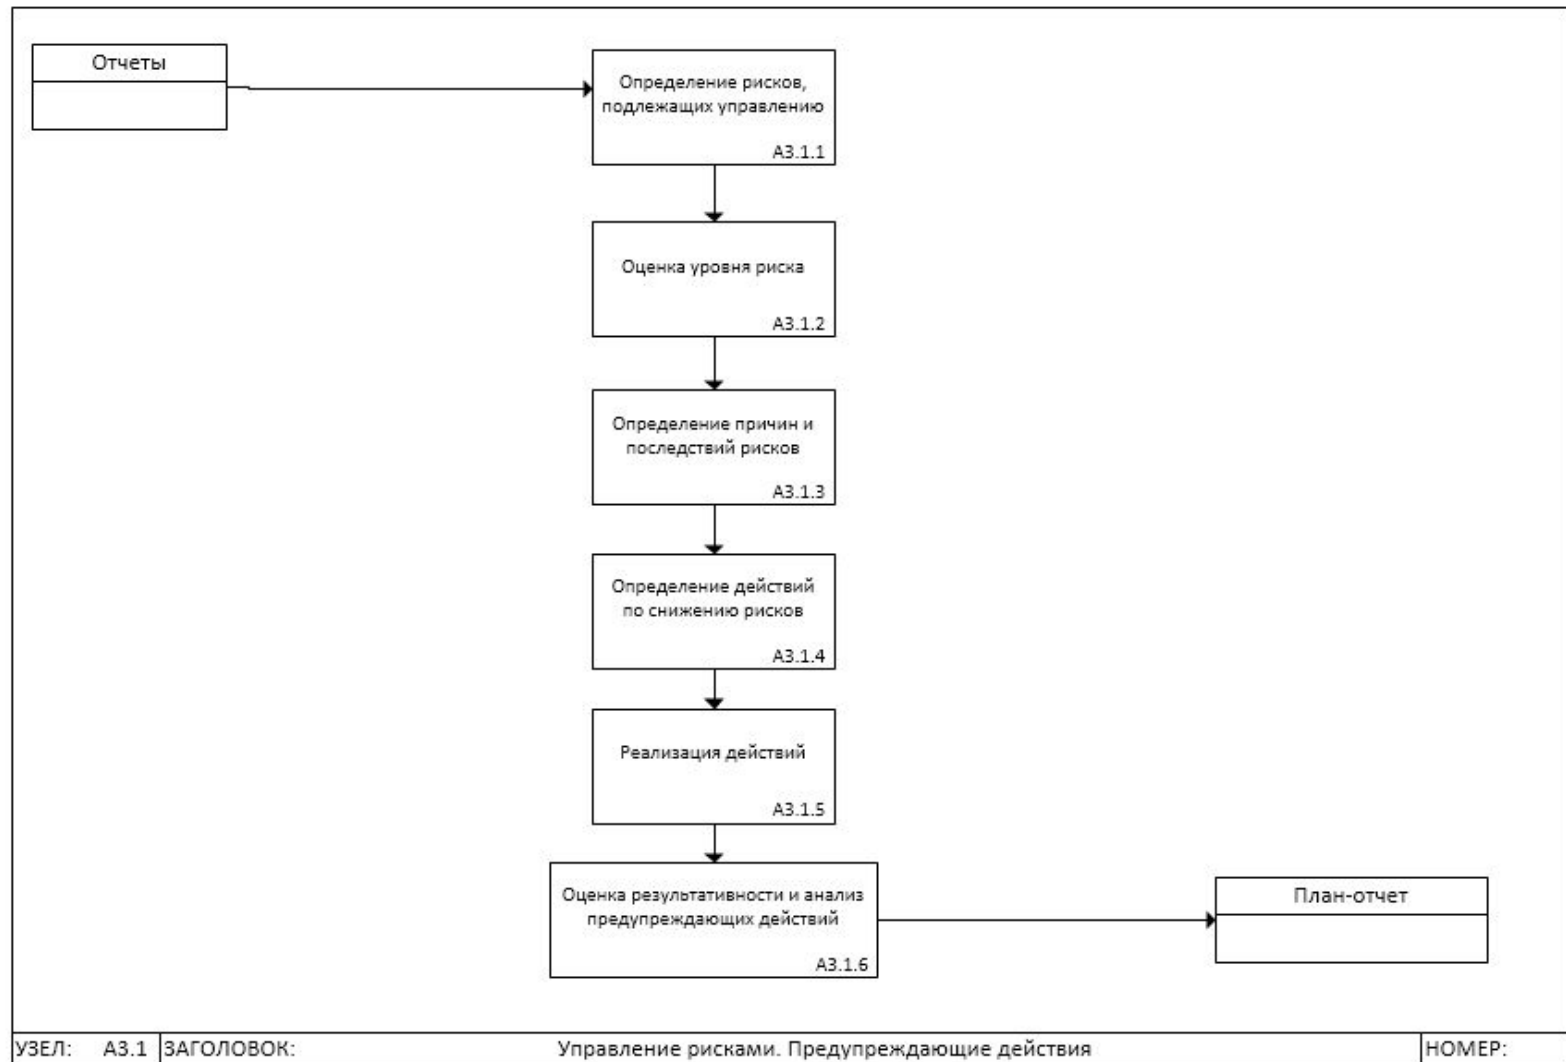 Отчеты
Определение рисков,
подлежащих управлению
А3.1.1
Оценка уровня риска
А3.1.2
Определение причин и
последствий рисков
А3.1.3
Определение действий
по снижению рисков
А3.1.4
Реализация действий
А3.1.5
Оценка результативности и анализ
предупреждающих действий
А3.1.6
План-отчет
УЗЕЛ: А3.1 ЗАГОЛОВОК: Управление рисками. Предупреждающие действия НОМЕР: